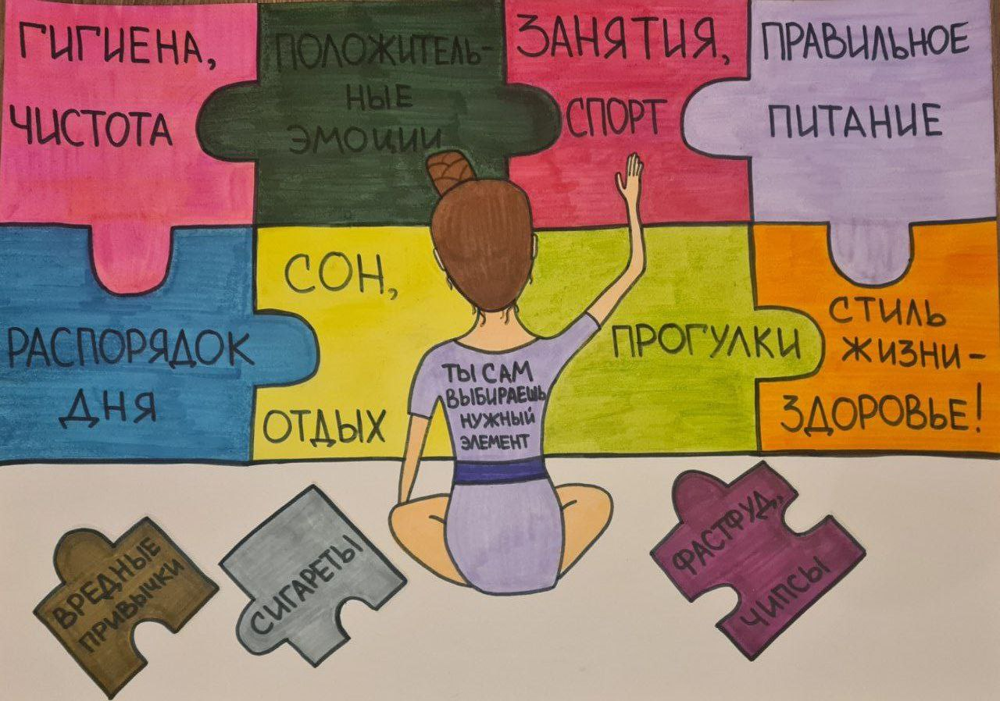 ГИГИЕНА,
ЧИСТОТА
ПОЛОЖИТЕЛЬ-
НЫЕ
ЭМОЦИИ
ЗАНЯТИЯ,
СПОРТ
ПРАВИЛЬНОЕ
ПИТАНИЕ
РАСПОРЯДОК
ДНЯ
СОН,
ОТДЫХ
ПРОГУЛКИ
СТИЛЬ
ЖИЗНИ-
ЗДОРОВЬЕ!
ТЫ САМ
ВЫБИРАЕШЬ
НУЖНЫЙ
ЭЛЕМЕНТ
ВРЕДНЫЕ
ПРИВЫЧКИ
СИГАРЕТЫ
ФАСТФУД,
ЧИПСЫ